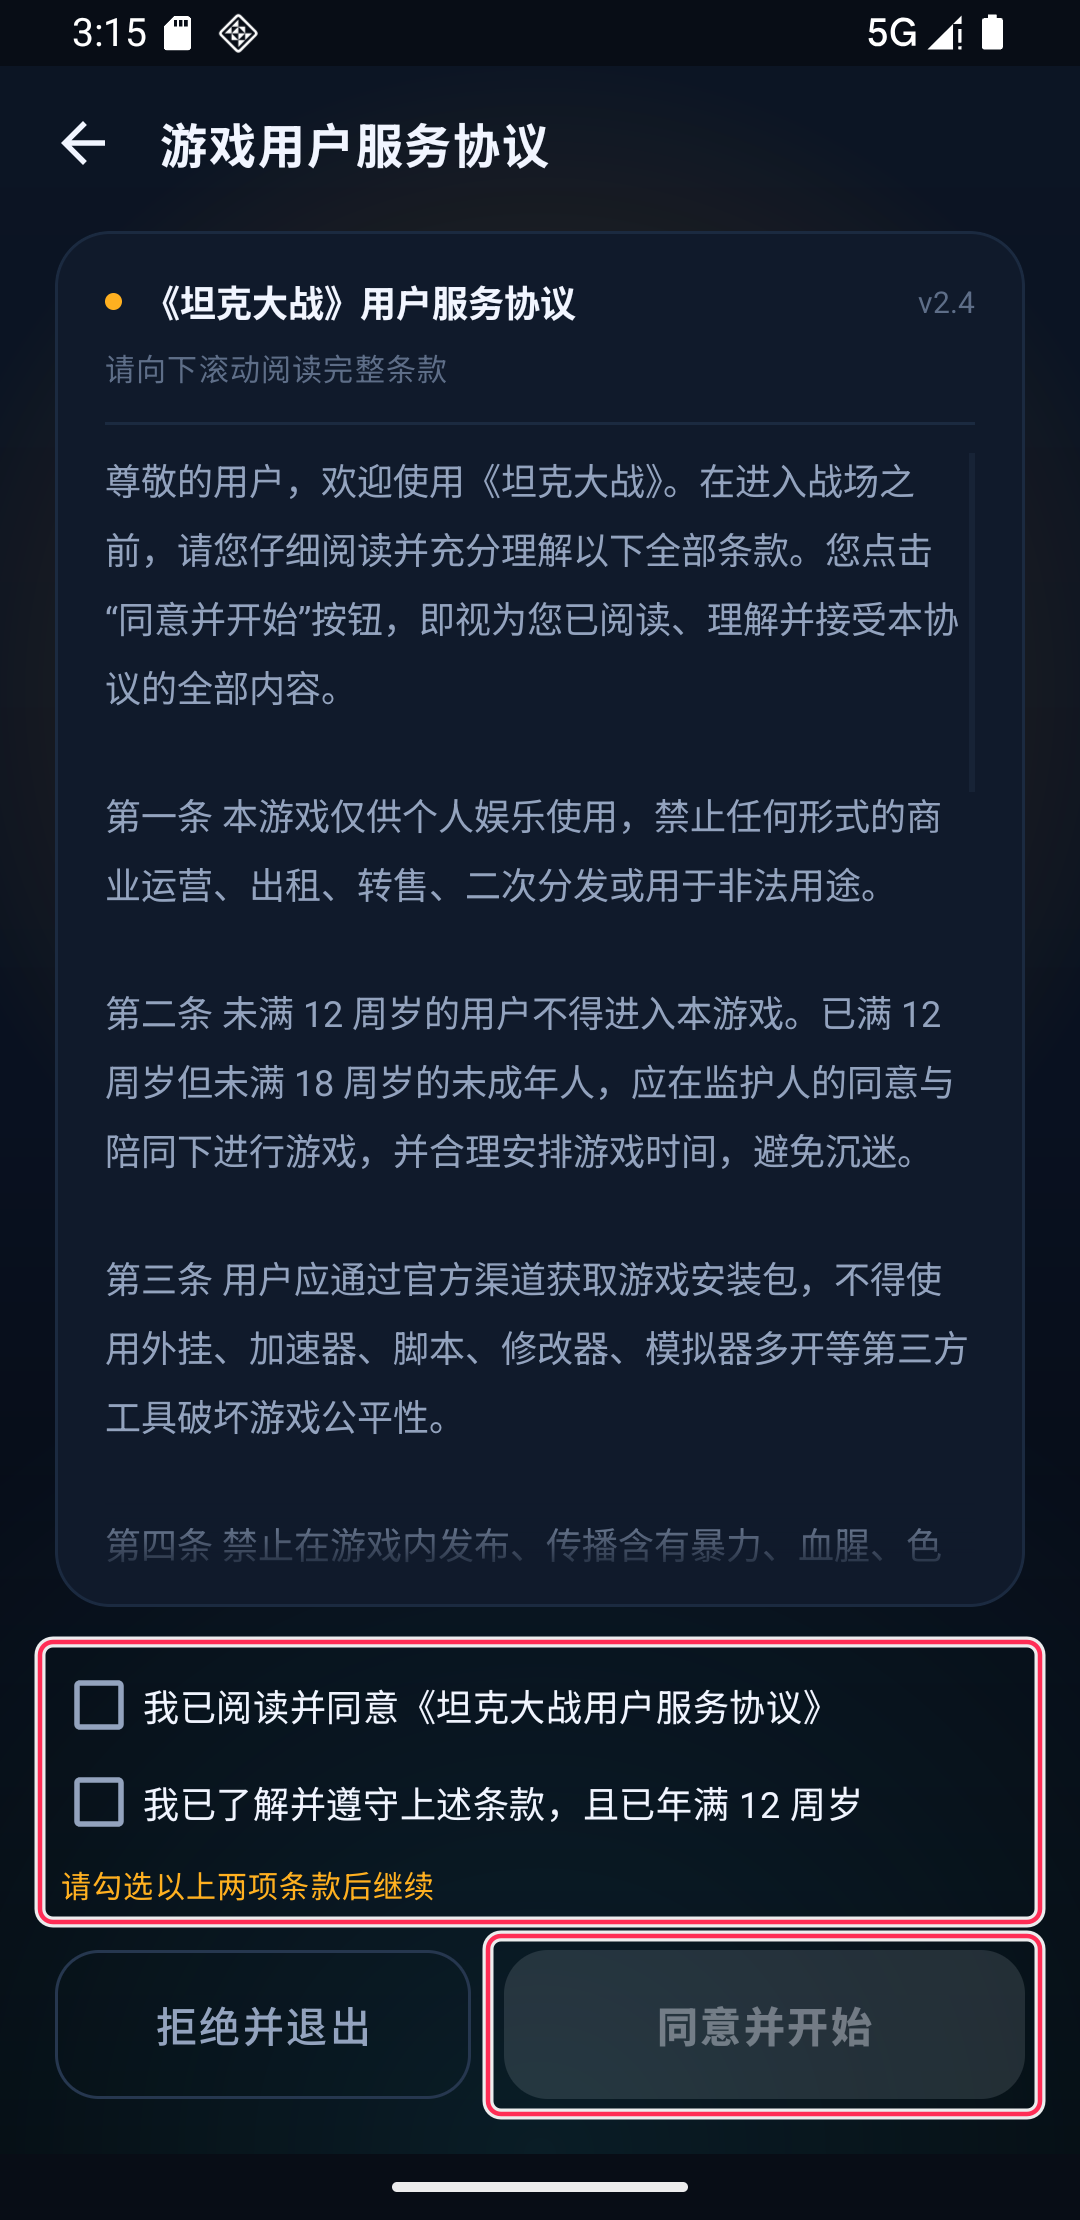 3:15
5G
游戏用户服务协议
《坦克大战》用户服务协议
v2.4
请向下滚动阅读完整条款
尊敬的用户，欢迎使用《坦克大战》。在进入战场之
前，请您仔细阅读并充分理解以下全部条款。您点击
“同意并开始”按钮，即视为您已阅读、理解并接受本协
议的全部内容。
第一条 本游戏仅供个人娱乐使用，禁止任何形式的商
业运营、出租、转售、二次分发或用于非法用途。
第二条 未满 12 周岁的用户不得进入本游戏。已满 12
周岁但未满 18 周岁的未成年人，应在监护人的同意与
陪同下进行游戏，并合理安排游戏时间，避免沉迷。
第三条 用户应通过官方渠道获取游戏安装包，不得使
用外挂、加速器、脚本、修改器、模拟器多开等第三方
工具破坏游戏公平性。
第四条 禁止在游戏内发布、传播含有暴力、血腥、色
我已阅读并同意《坦克大战用户服务协议》
我已了解并遵守上述条款，且已年满 12 周岁
请勾选以上两项条款后继续
拒绝并退出
同意并开始